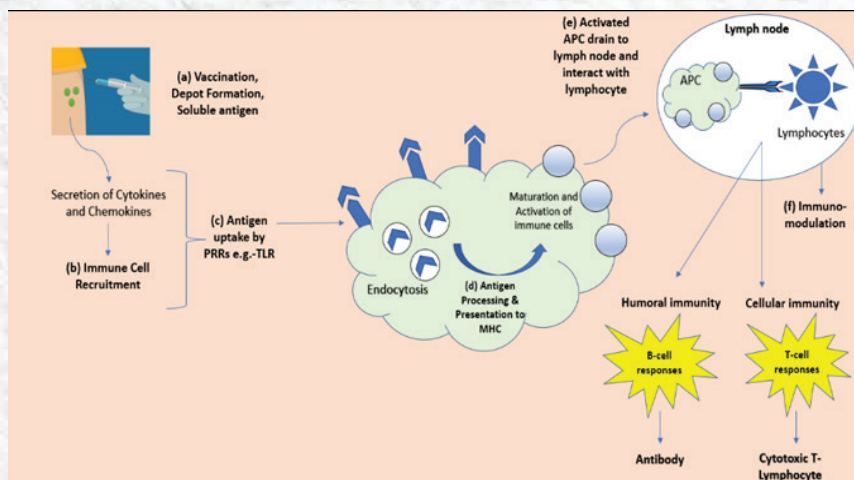 (a) Vaccination,
Depot Formation,
Soluble antigen
Secretion of Cytokines
and Chemokines
(b) Immune Cell
Recruitment
(c) Antigen
uptake by
PRRs e.g.-TLR
Endocytosis
Maturation and
Activation of
immune cells
(d) Antigen
Processing &
Presentation to
MHC
(e) Activated
APC drain to
lymph node and
interact with
lymphocyte
Lymph node
APC
Lymphocytes
(f) Immuno-
modulation
Humoral immunity
B-cell
responses
Antibody
Cellular immunity
T-cell
responses
Cytotoxic T-
Lymphocyte